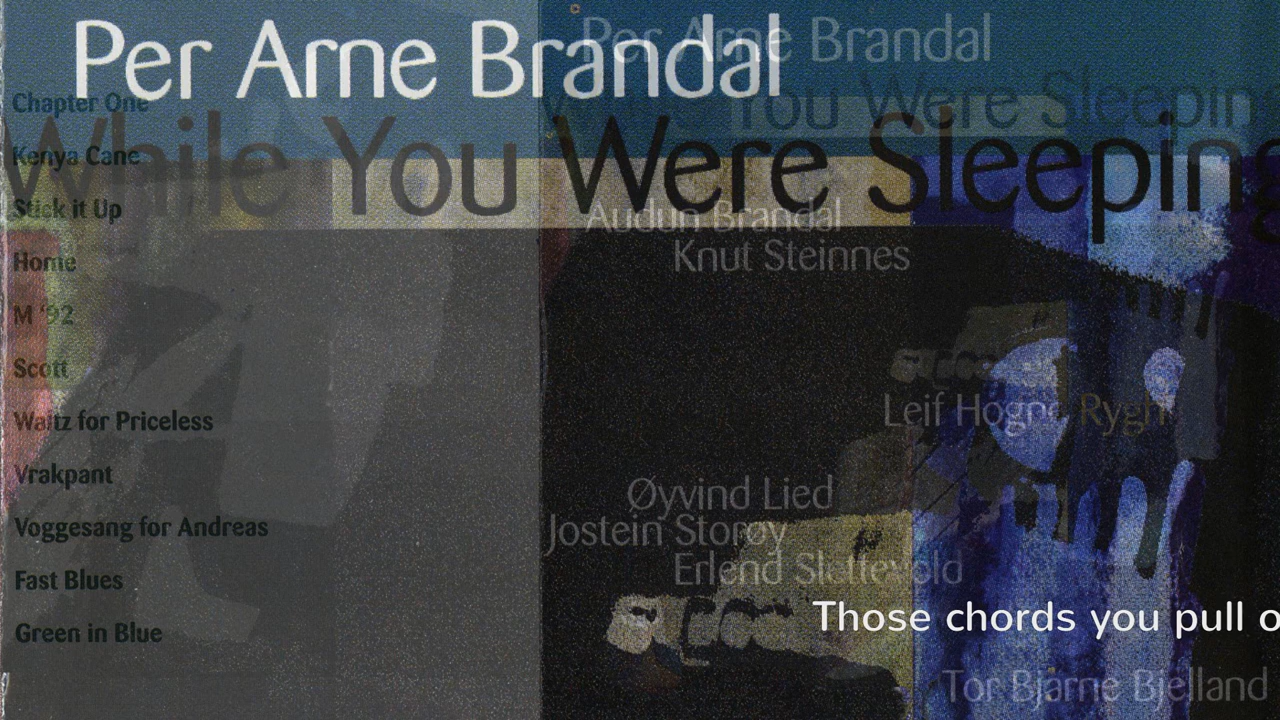 Per Arne Brandal
While You Were Sleeping
Per Arne Brandal
You Were Sleeping
Chapter One
Kenya Cane
Stick it Up
Home
M '92
Scott
Waltz for Priceless
Vrakpant
Voggesang for Andreas
Fast Blues
Green in Blue
Audun Brandal
Knut Steinnes
Leif Hogne Rygh
Øyvind Lied
Jostein Storøy
Erlend Slettevold
Those chords you pull o
Tor Bjarne Bjelland